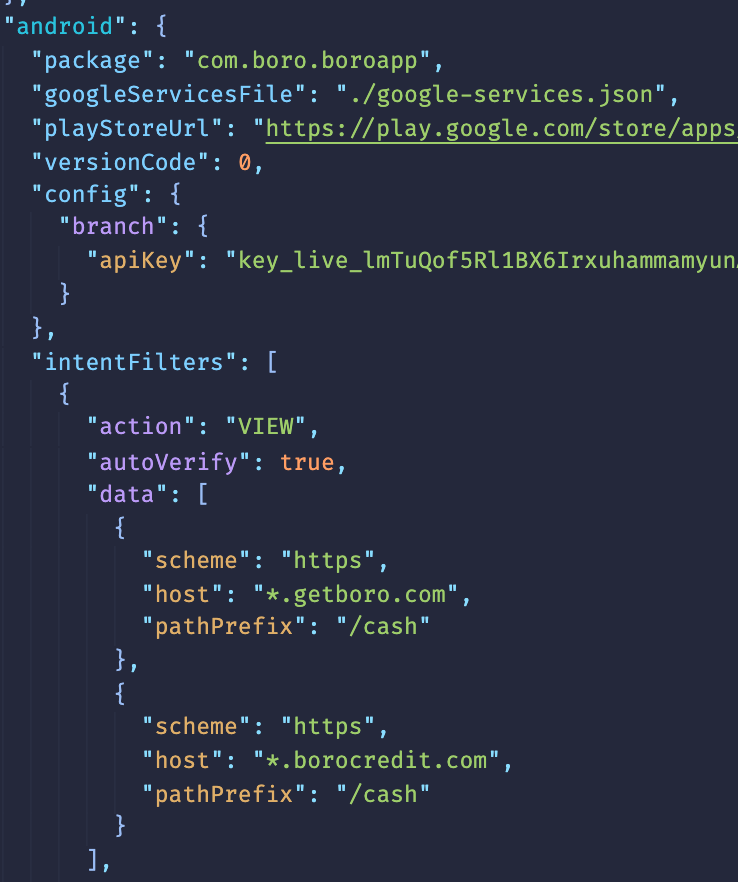 },
"android": {
"package": "com.boro.boroapp",
"googleServicesFile": "./google-services.json",
"playStoreUrl": "https://play.google.com/store/apps
"versionCode": 0,
"config": {
"branch": {
"apiKey": "key_live_lmTuQof5Rl1BX6Irxuhammamyun
}
},
"intentFilters": [
{
"action": "VIEW",
"autoVerify": true,
"data": [
{
"scheme": "https",
"host": "*.getboro.com",
"pathPrefix": "/cash"
},
{
"scheme": "https",
"host": "*.borocredit.com",
"pathPrefix": "/cash"
}
],